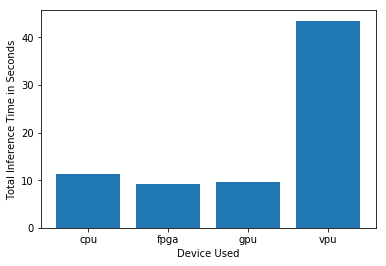 Total Inference Time in Seconds
40
30
20
10
0
cpu fpga gpu vpu
Device Used